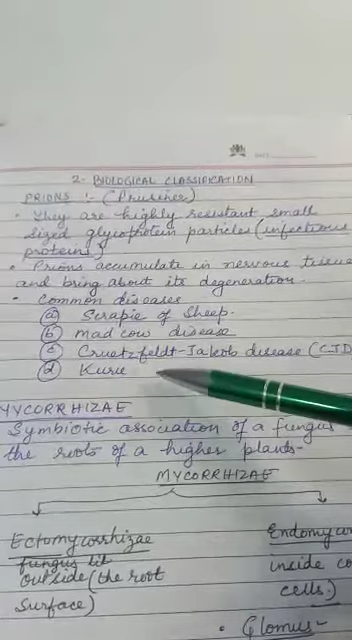 2. BIOLOGICAL CLASSIFICATION
PRIONS :- (Prusiner)
• They are highly resistant small
sized glycoprotein particles (infectious
proteins)
• Prions accumulate in nervous tissue
and bring about its degeneration.
• Common diseases
(a) Scrapie of Sheep.
(b) mad cow disease
(c) Cruetzfeldt-Jakob disease (CJD
(d) Kuru
MYCORRHIZAE
Symbiotic association of a fungus
the roots of a higher plants.
MYCORRHIZAE
Ectomycorrhizae
fungus
outside (the root
surface)
Endomyco
inside co
cells.)
• Glomus-